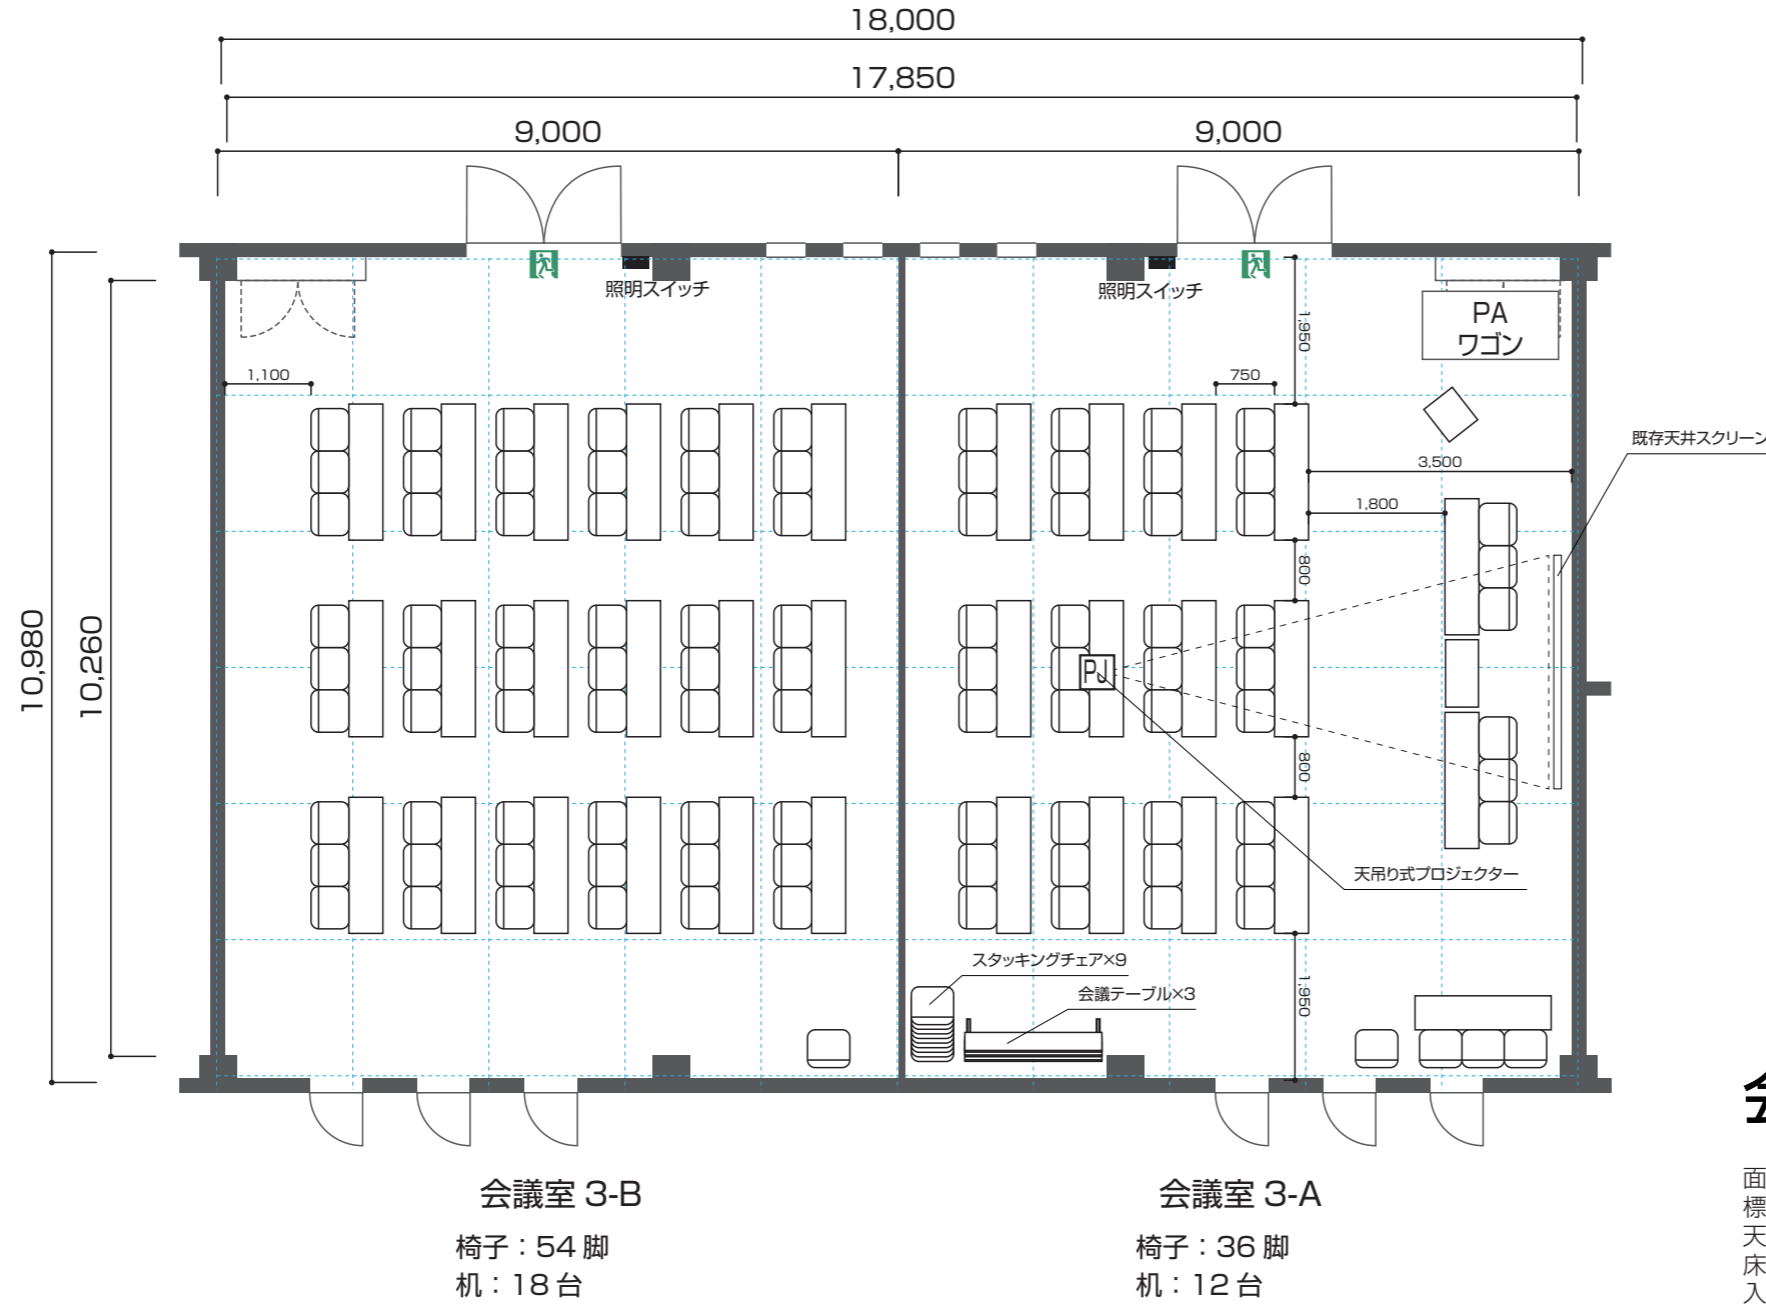 18,000
17,850
9,000
9,000
10,980
10,260
照明スイッチ
照明スイッチ
PA
ワゴン
1,950
1,100
750
既存天井スクリーン
3,500
1,800
800
PJ
800
天吊り式プロジェクター
スタッキングチェア×9
会議テーブル×3
1,950
会議室 3-B
椅子：54 脚
机：18 台
会議室 3-A
椅子：36 脚
机：12 台
会
面
標
天
床
入